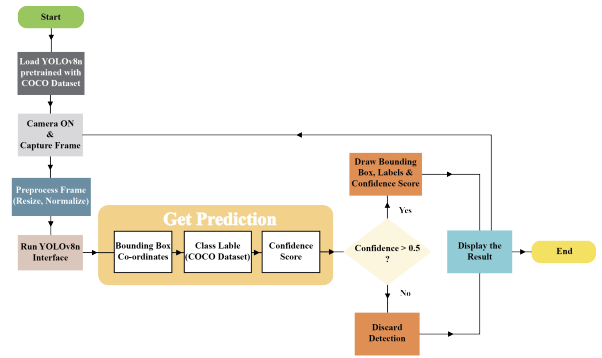 Start
Load YOLOv8n
pretrained with
COCO Dataset
Camera ON
&
Capture Frame
Preprocess Frame
(Resize, Normalize)
Run YOLOv8n
Interface
Get Prediction
Bounding Box
Co-ordinates
Class Lable
(COCO Dataset)
Confidence
Score
Confidence > 0.5
?
Yes
Draw Bounding
Box, Labels &
Confidence Score
No
Discard
Detection
Display the
Result
End